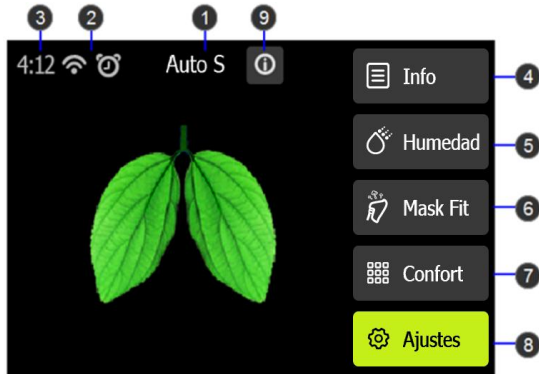 3 2 1 9
4:12 Auto S
Info 4
Humedad 5
Mask Fit 6
Confort 7
Ajustes 8